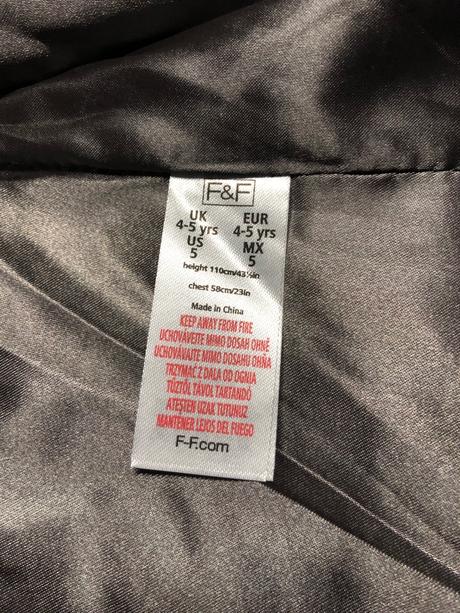 F&F
UK EUR
4-5 yrs 4-5 yrs
US MX
5 5
height 110cm/43½in
chest 58cm/23in
Made in China
KEEP AWAY FROM FIRE
UCHOVÁVEJTE MIMO DOSAH OHNĚ
UCHOVÁVAJTE MIMO DOSAHU OHŇA
TRZYMAĆ Z DALA OD OGNIA
TŰZTŐL TÁVOL TARTANDÓ
ATEŞTEN UZAK TUTUNUZ
MANTENER LEJOS DEL FUEGO
F-F.com